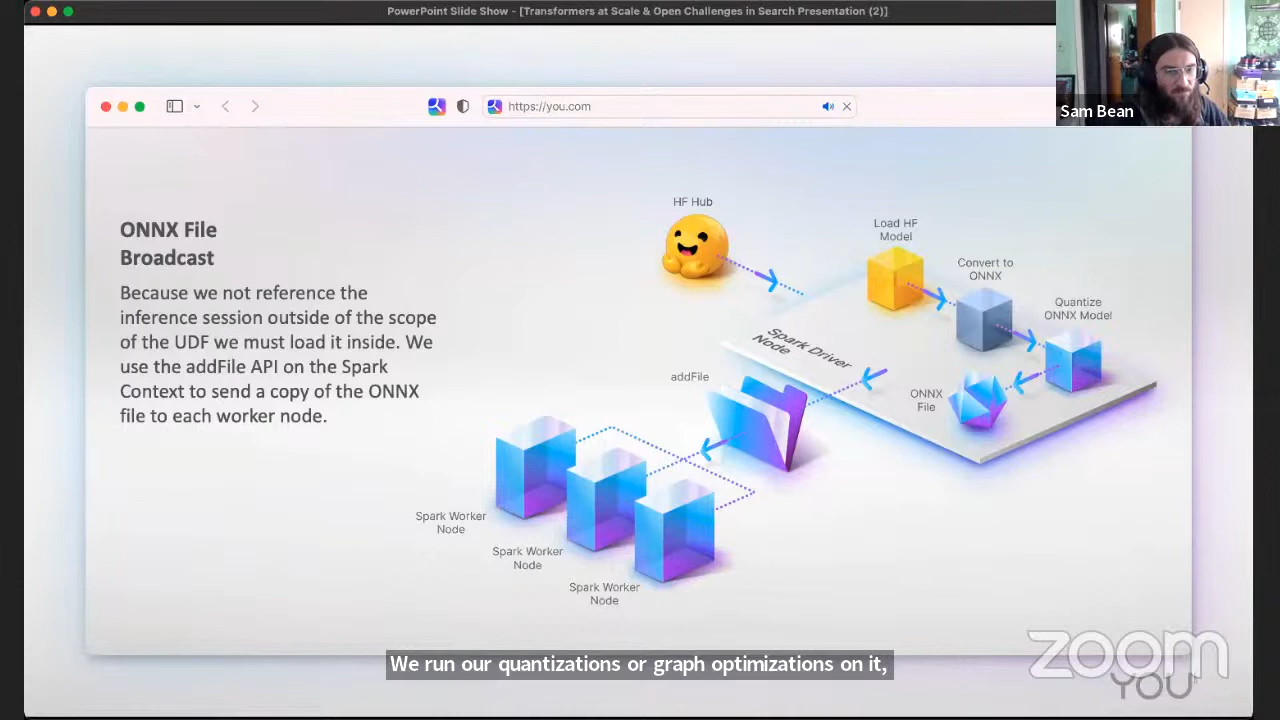 PowerPoint Slide Show - [Transformers at Scale & Open Challenges in Search Presentation (2)]
Sam Bean
https://you.com
ONNX File
Broadcast
Because we not reference the
inference session outside of the scope
of the UDF we must load it inside. We
use the addFile API on the Spark
Context to send a copy of the ONNX
file to each worker node.
HF Hub
Load HF
Model
Convert to
ONNX
Quantize
ONNX Model
Spark Driver
Node
ONNX
File
addFile
Spark Worker
Node
Spark Worker
Node
Spark Worker
Node
We run our quantizations or graph optimizations on it,
zoom
YOU